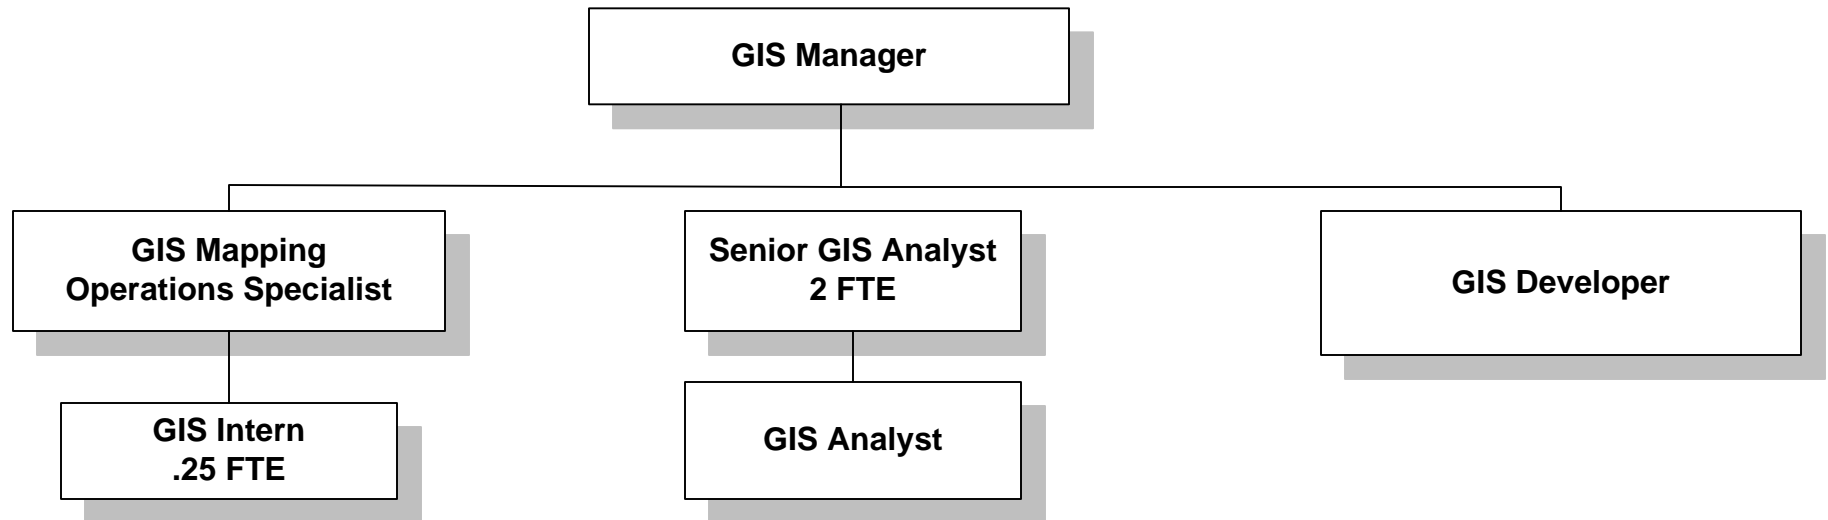 GIS Manager
GIS Mapping
Operations Specialist
Senior GIS Analyst
2 FTE
GIS Developer
GIS Intern
.25 FTE
GIS Analyst